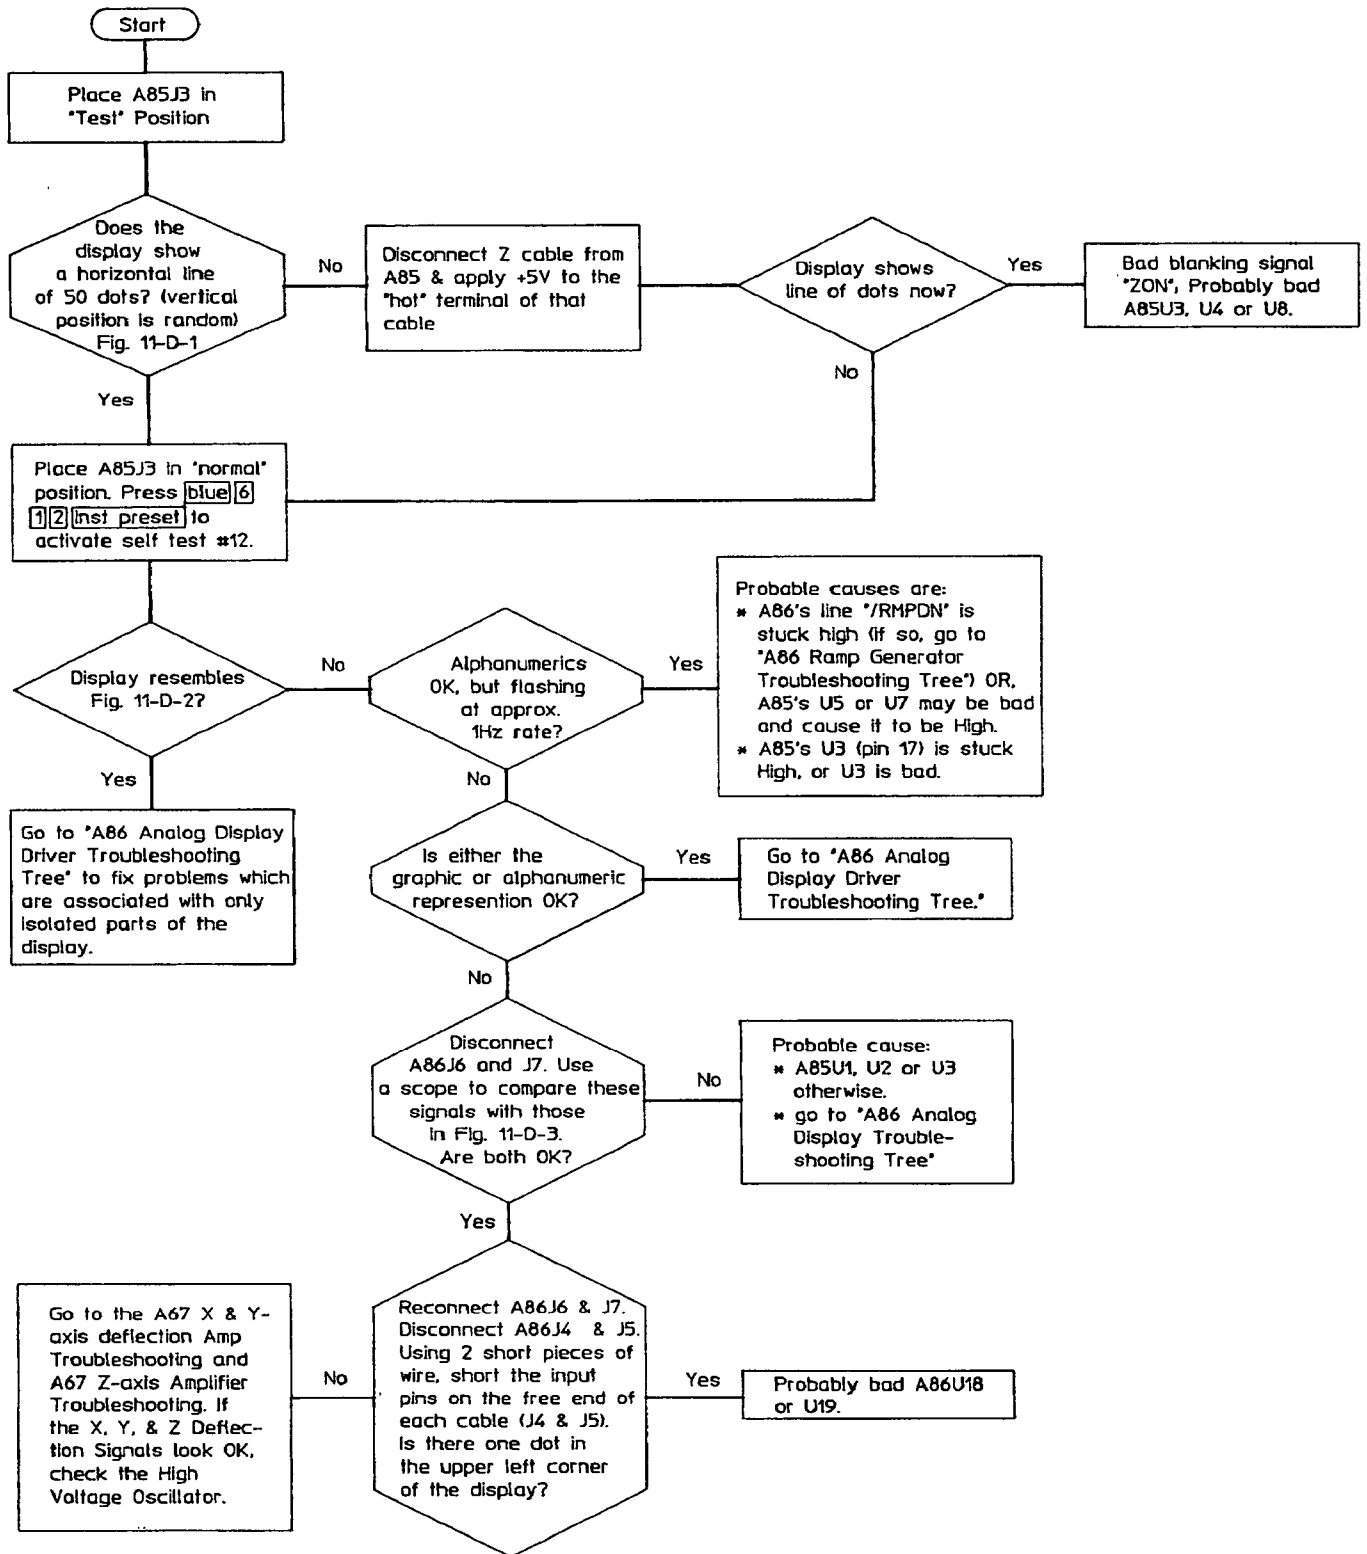 Start
Place A85J3 in
"Test" Position
Does the
display show
a horizontal line
of 50 dots? (vertical
position is random)
Fig. 11-D-1
No
Disconnect Z cable from
A85 & apply +5V to the
"hot" terminal of that
cable
Display shows
line of dots now?
Yes
Bad blanking signal
"ZON", Probably bad
A85U3, U4 or U8.
No
Yes
Place A85J3 in "normal"
position. Press blue 6
1 2 inst preset to
activate self test #12.
Display resembles
Fig. 11-D-2?
No
Alphanumerics
OK, but flashing
at approx.
1Hz rate?
Yes
Probable causes are:
* A86's line "/RMPDN" is
stuck high (if so, go to
"A86 Ramp Generator
Troubleshooting Tree") OR,
A85's U5 or U7 may be bad
and cause it to be High.
* A85's U3 (pin 17) is stuck
High, or U3 is bad.
Yes
Go to "A86 Analog Display
Driver Troubleshooting
Tree" to fix problems which
are associated with only
isolated parts of the
display.
No
Is either the
graphic or alphanumeric
represention OK?
Yes
Go to "A86 Analog
Display Driver
Troubleshooting Tree."
No
Disconnect
A86J6 and J7. Use
a scope to compare these
signals with those
in Fig. 11-D-3.
Are both OK?
No
Probable cause:
* A85U1, U2 or U3
otherwise.
* go to "A86 Analog
Display Trouble-
shooting Tree"
Yes
Reconnect A86J6 & J7.
Disconnect A86J4 & J5.
Using 2 short pieces of
wire, short the input
pins on the free end of
each cable (J4 & J5).
Is there one dot in
the upper left corner
of the display?
No
Go to the A67 X & Y-
axis deflection Amp
Troubleshooting and
A67 Z-axis Amplifier
Troubleshooting. If
the X, Y, & Z Deflec-
tion Signals look OK,
check the High
Voltage Oscillator.
Yes
Probably bad A86U18
or U19.